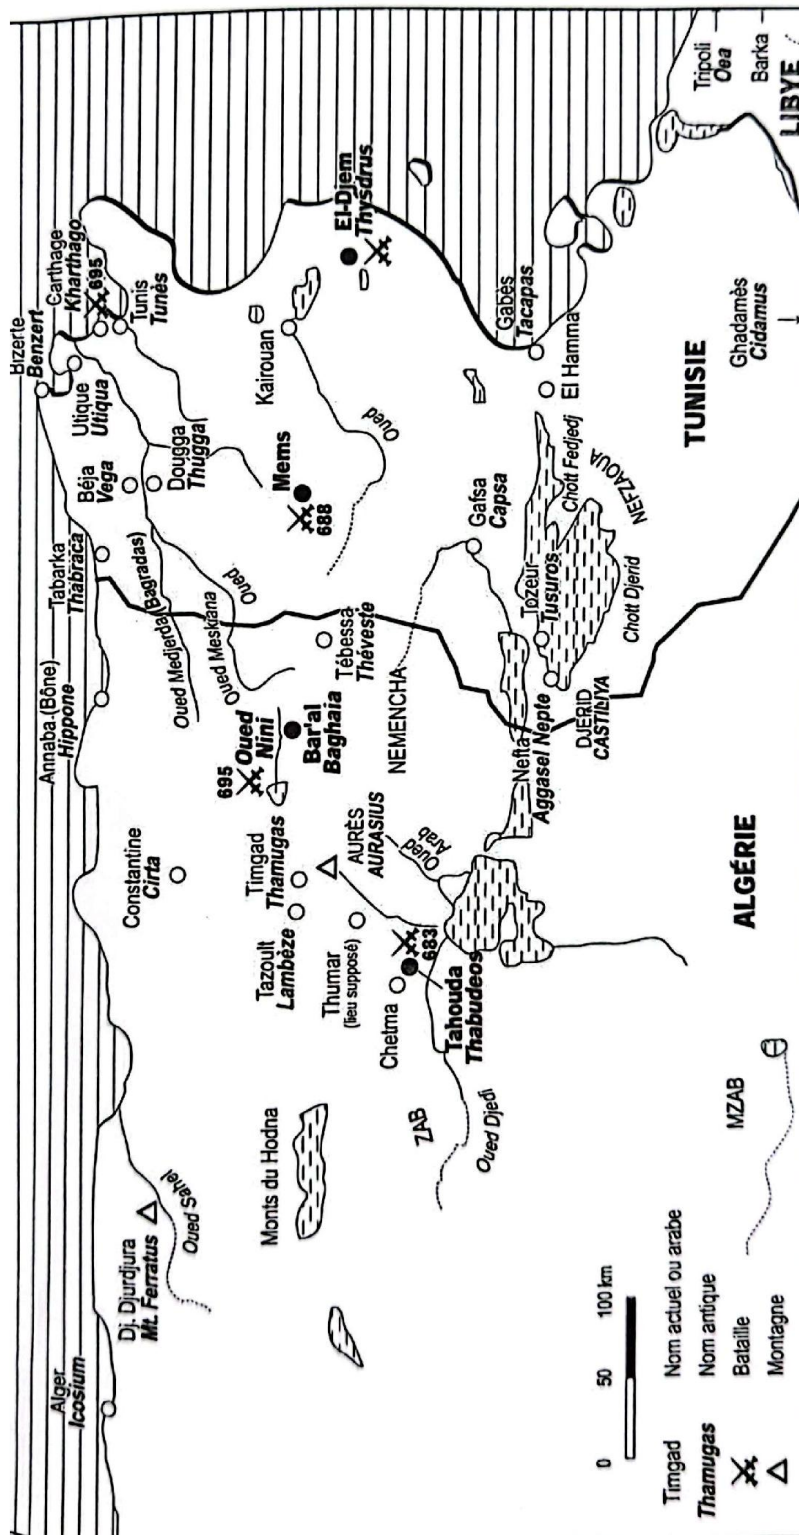 Alger
Icosium
Dj. Djurdjura
Mt. Ferratus
Oued Sahel
Constantine
Cirta
Annaba (Bône)
Hippone
Tabarka
Thabraca
Bizerte
Benzert
Utique
Utiqua
Carthage
Kharthago
695
Tunis
Tunès
Béja
Vega
Dougga
Thugga
Oued Medjerda (Bagradas)
Oued Meskiana
Oued
Monts du Hodna
Tazoult
Lambèze
Timgad
Thamugas
695
Oued
Nini
Bar'al
Baghaia
Tébessa
Théveste
Mems
688
Kairouan
Oued
El-Djem
Thysdrus
Thumar
(lieu supposé)
AURÈS
AURASIUS
NEMENCHA
Chetma
683
Tahouda
Thabudeos
Oued
Arab
ZAB
Oued Djedi
Gafsa
Capsa
Gabès
Tacapas
El Hamma
Nefta
Aggasel Nepte
Tozeur
Tusuros
Chott Fedjedj
NEFZAOUA
DJERID
CASTILIYA
Chott Djerid
Tripoli
Oea
Barka
LIBYE
TUNISIE
Ghadamès
Cidamus
ALGÉRIE
MZAB
0 50 100 km
Timgad Nom actuel ou arabe
Thamugas Nom antique
Bataille
Montagne